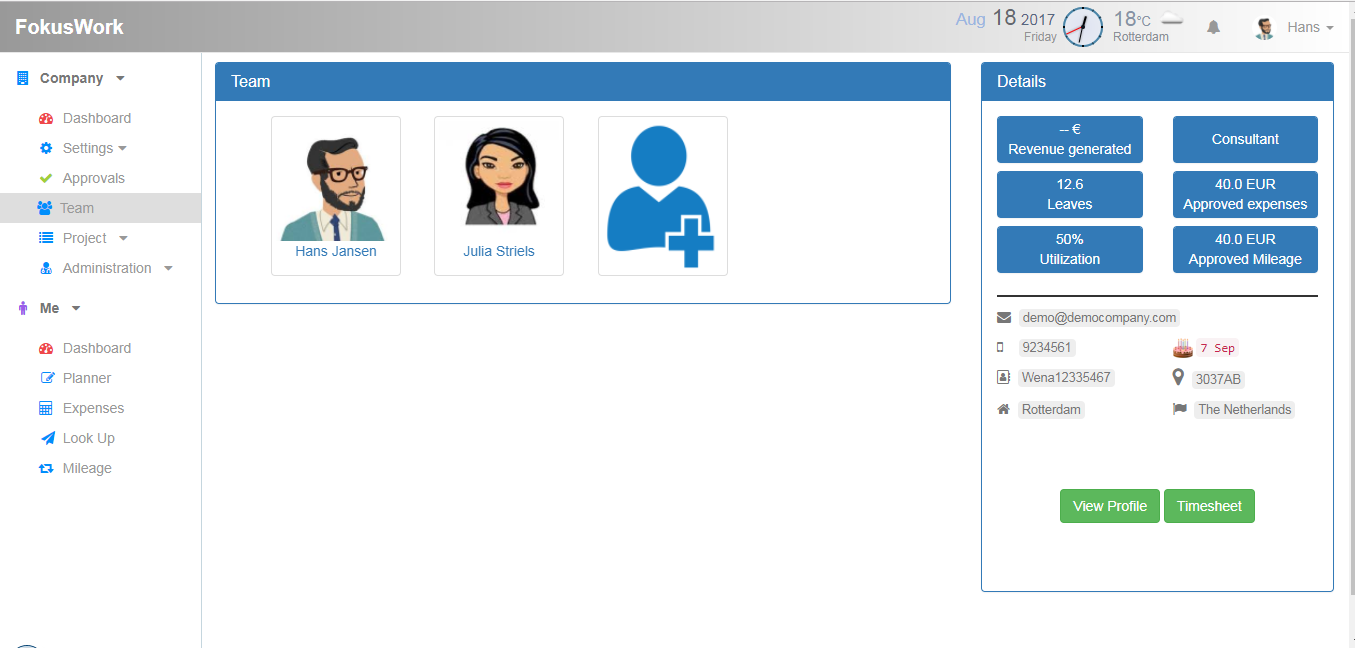 FokusWork
Aug 18 2017
Friday
18°C
Rotterdam
Hans
Company
Dashboard
Settings
Approvals
Team
Project
Administration
Me
Dashboard
Planner
Expenses
Look Up
Mileage
Team
Hans Jansen
Julia Striels
Details
-- €
Revenue generated
Consultant
12.6
Leaves
40.0 EUR
Approved expenses
50%
Utilization
40.0 EUR
Approved Mileage
demo@democompany.com
9234561
7 Sep
Wena12335467
3037AB
Rotterdam
The Netherlands
View Profile
Timesheet